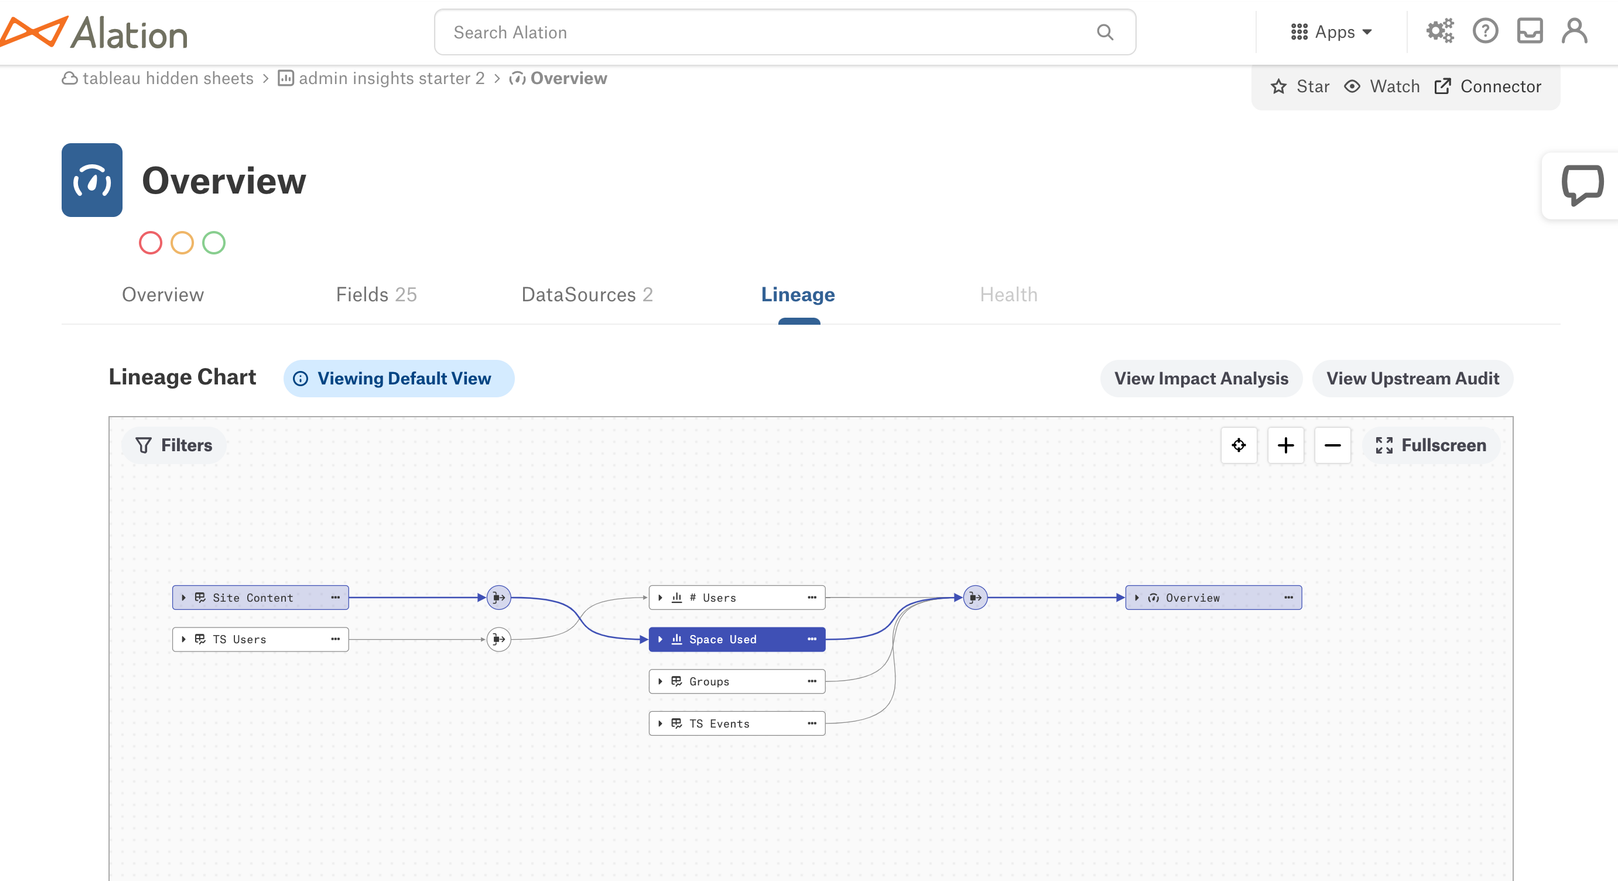 Alation
Search Alation
Apps
tableau hidden sheets > admin insights starter 2 > Overview
Star Watch Connector
Overview
Overview Fields 25 DataSources 2 Lineage Health
Lineage Chart Viewing Default View View Impact Analysis View Upstream Audit
Filters Fullscreen
Site Content # Users Overview
TS Users Space Used
Groups
TS Events